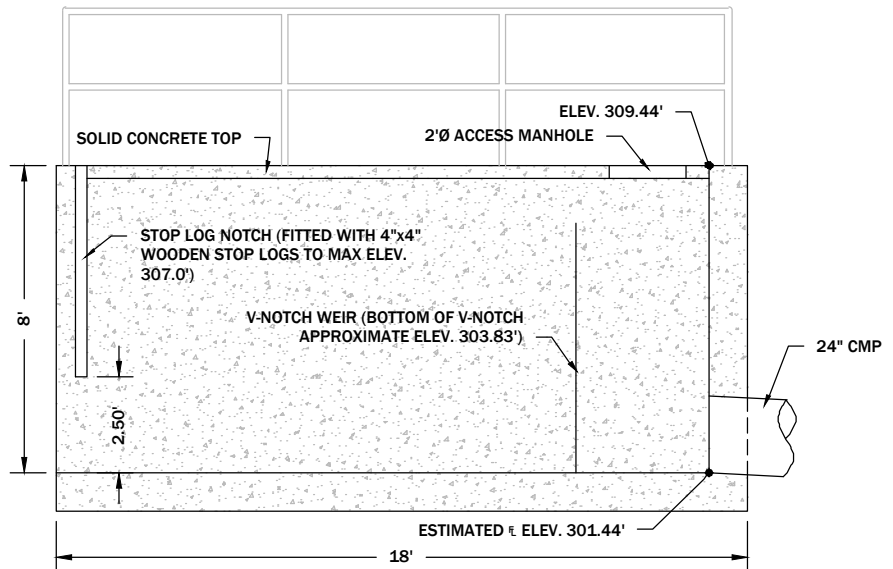 ELEV. 309.44'
SOLID CONCRETE TOP
2'Ø ACCESS MANHOLE
STOP LOG NOTCH (FITTED WITH 4"x4"
WOODEN STOP LOGS TO MAX ELEV.
307.0')
8'
V-NOTCH WEIR (BOTTOM OF V-NOTCH
APPROXIMATE ELEV. 303.83')
24" CMP
2.50'
ESTIMATED ℄ ELEV. 301.44'
18'